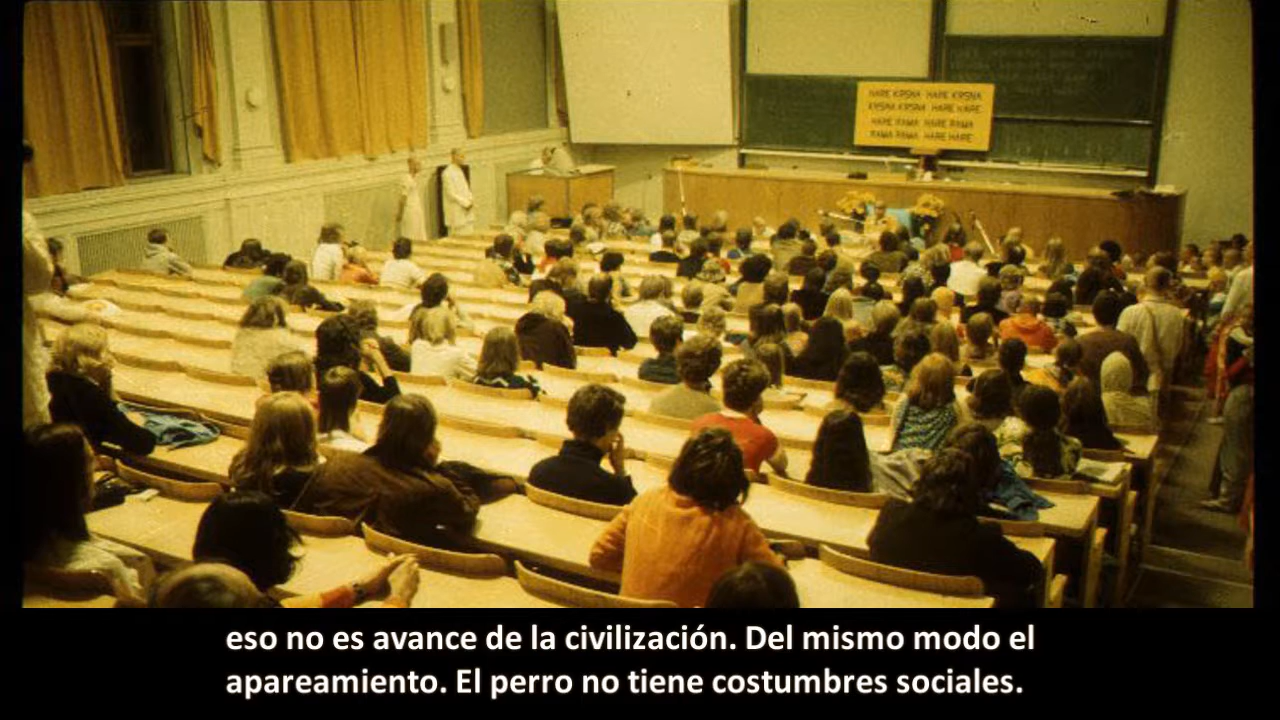 HARE KRSNA HARE KRSNA
KRSNA KRSNA HARE HARE
HARE RAMA HARE RAMA
RAMA RAMA HARE HARE
eso no es avance de la civilización. Del mismo modo el
apareamiento. El perro no tiene costumbres sociales.